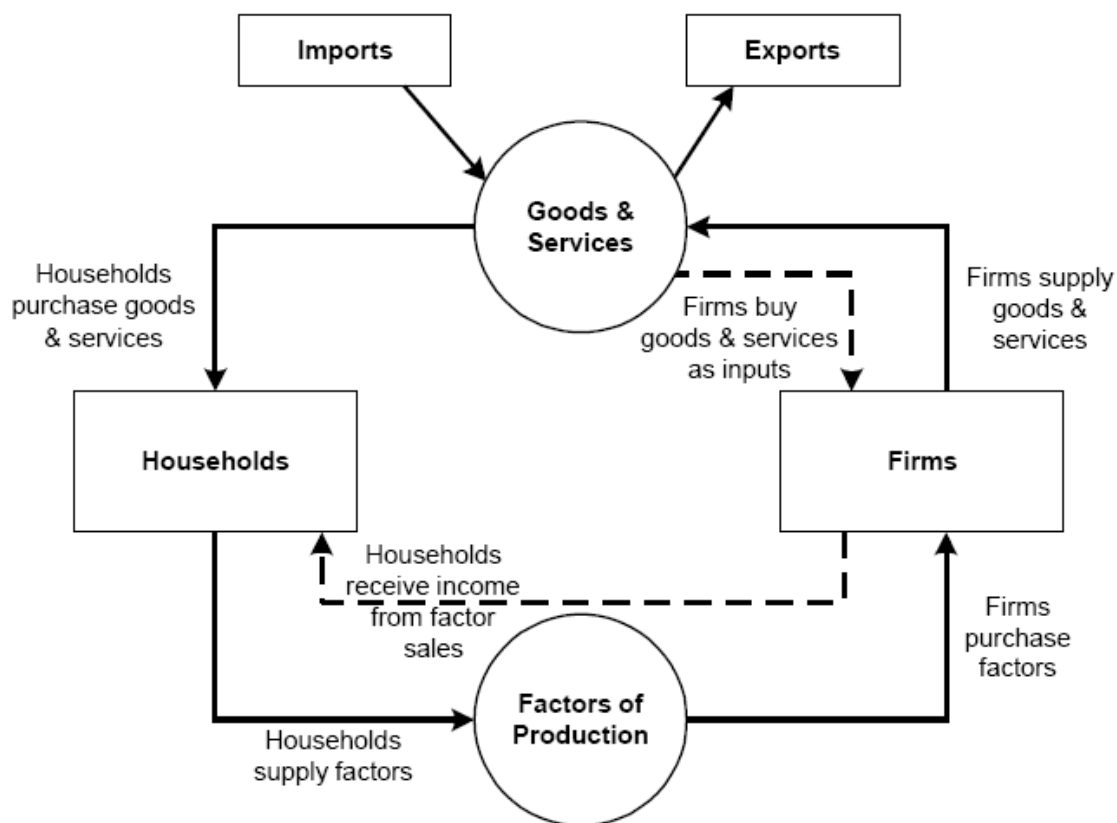 Imports
Exports
Goods &
Services
Households
purchase goods
& services
Firms buy
goods & services
as inputs
Firms supply
goods &
services
Households
Firms
Households
receive income
from factor
sales
Firms
purchase
factors
Factors of
Production
Households
supply factors